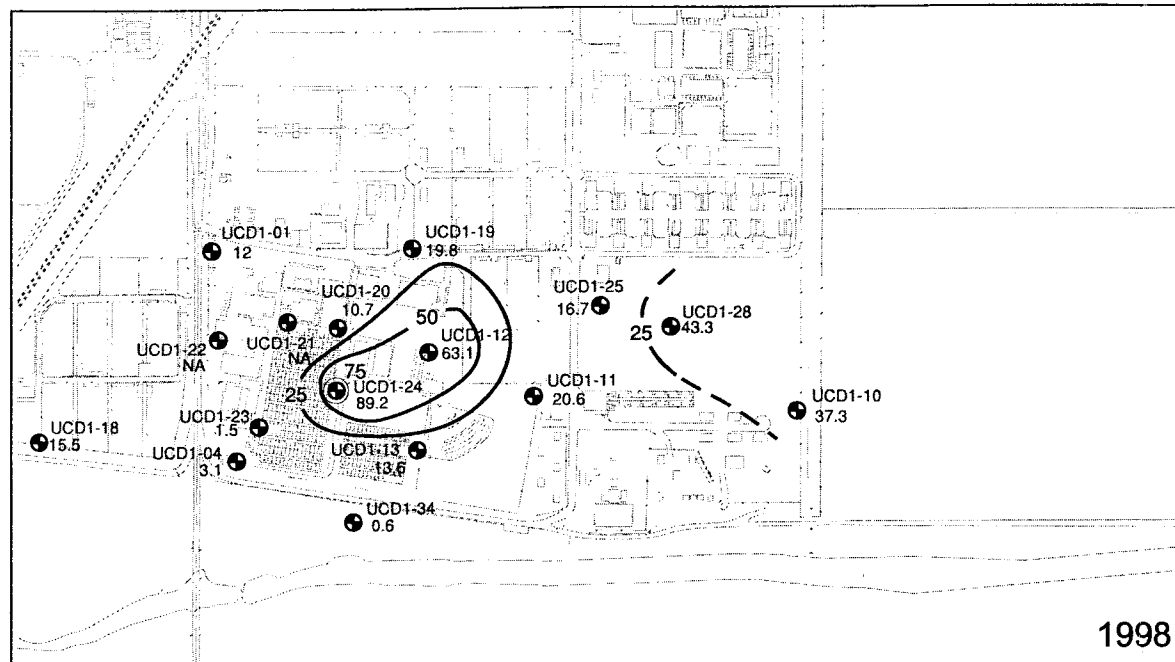 UCD1-01
12
UCD1-19
19.8
UCD1-20
10.7
UCD1-25
16.7
UCD1-28
43.3
25
50
UCD1-12
63.1
UCD1-21
NA
UCD1-22
NA
75
25
UCD1-24
89.2
UCD1-11
20.6
UCD1-10
37.3
UCD1-23
1.5
UCD1-18
15.5
UCD1-04
3.1
UCD1-13
13.6
UCD1-34
0.6
1998